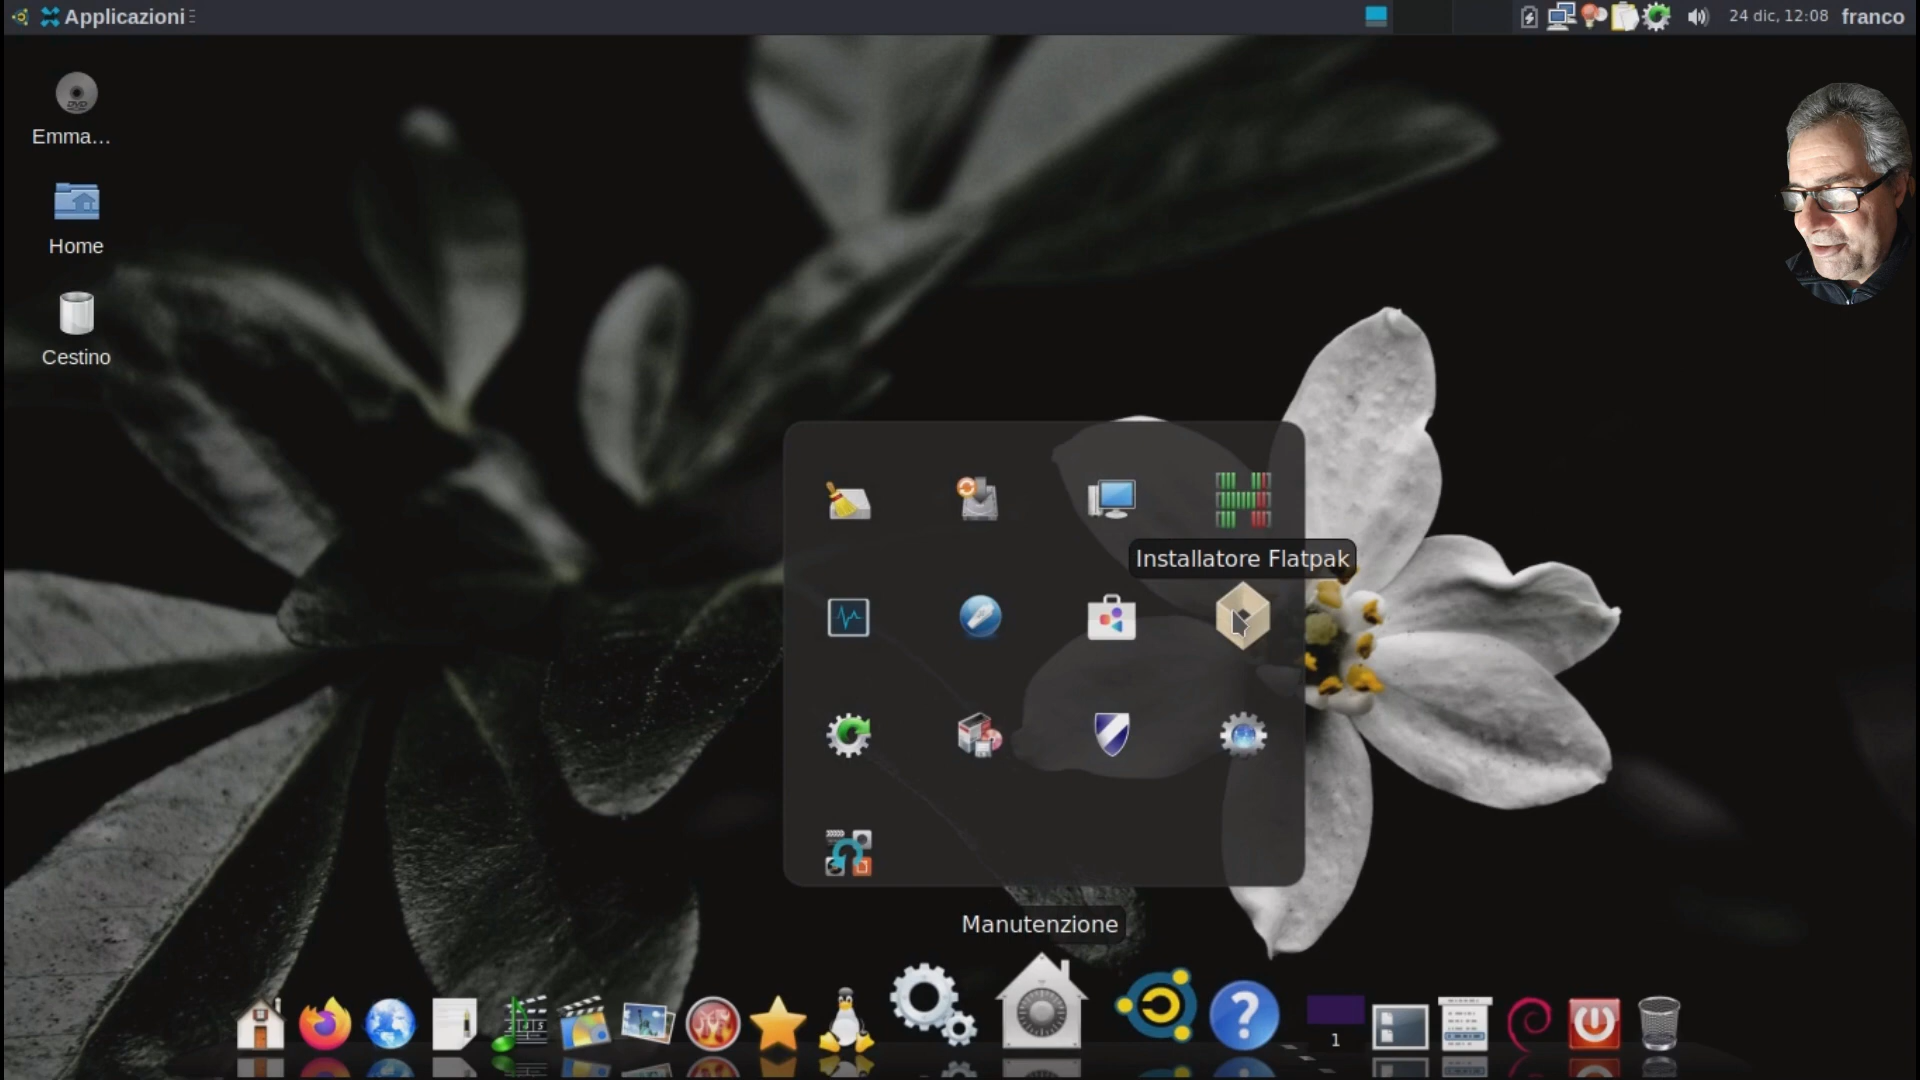 Applicazioni
24 dic, 12:08
franco
Emma...
Home
Cestino
Installatore Flatpak
Manutenzione
1